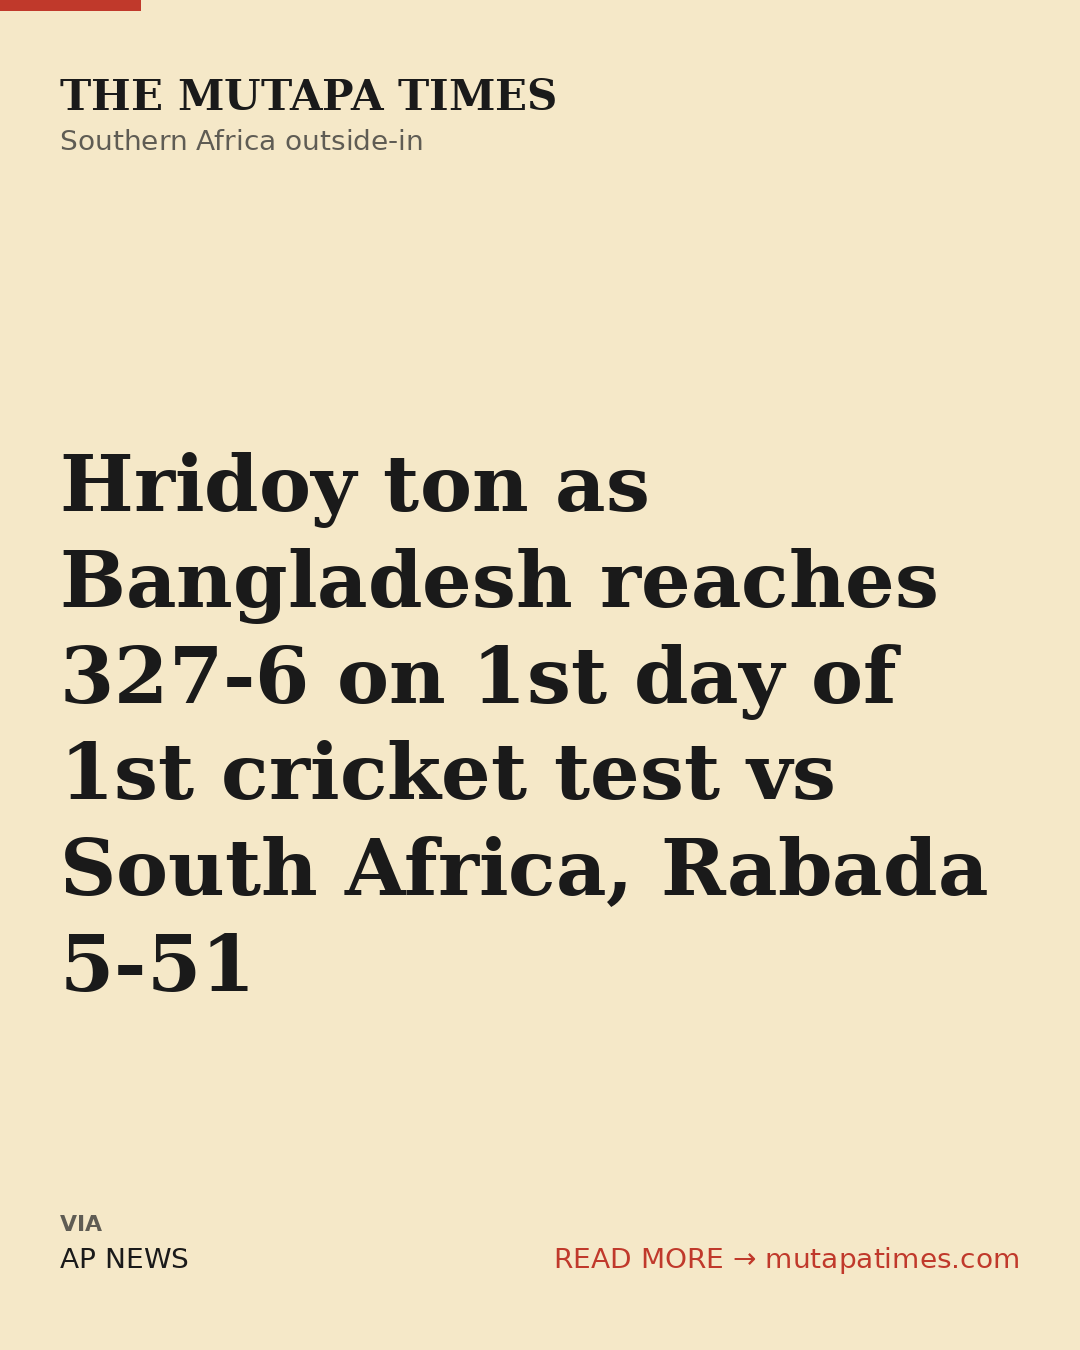 THE MUTAPA TIMES
Southern Africa outside-in
Hridoy ton as
Bangladesh reaches
327-6 on 1st day of
1st cricket test vs
South Africa, Rabada
5-51
VIA
AP NEWS
READ MORE → mutapatimes.com